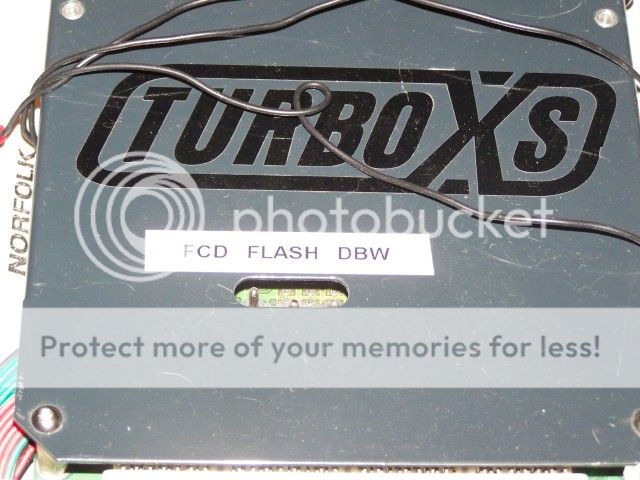 TURBOXS
NORFOLK
photobucket
FCD FLASH DBW
Protect more of your memories for less!